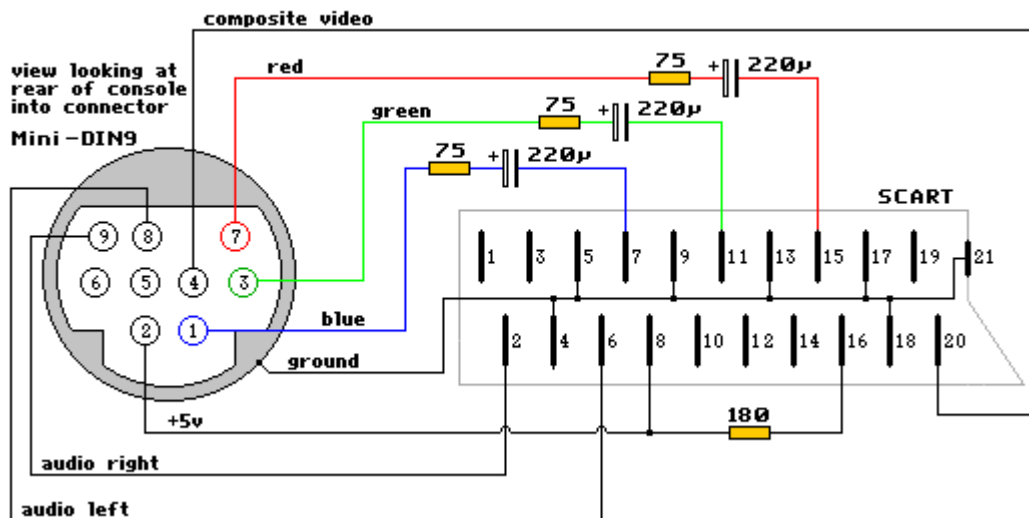 composite video
view looking at
rear of console
into connector
Mini-DIN9
red
75
+
220µ
green
75
+
220µ
75
+
220µ
SCART
9
8
7
6
5
4
3
2
1
blue
ground
+5v
audio right
audio left
1
3
5
7
9
11
13
15
17
19
21
2
4
6
8
10
12
14
16
18
20
180